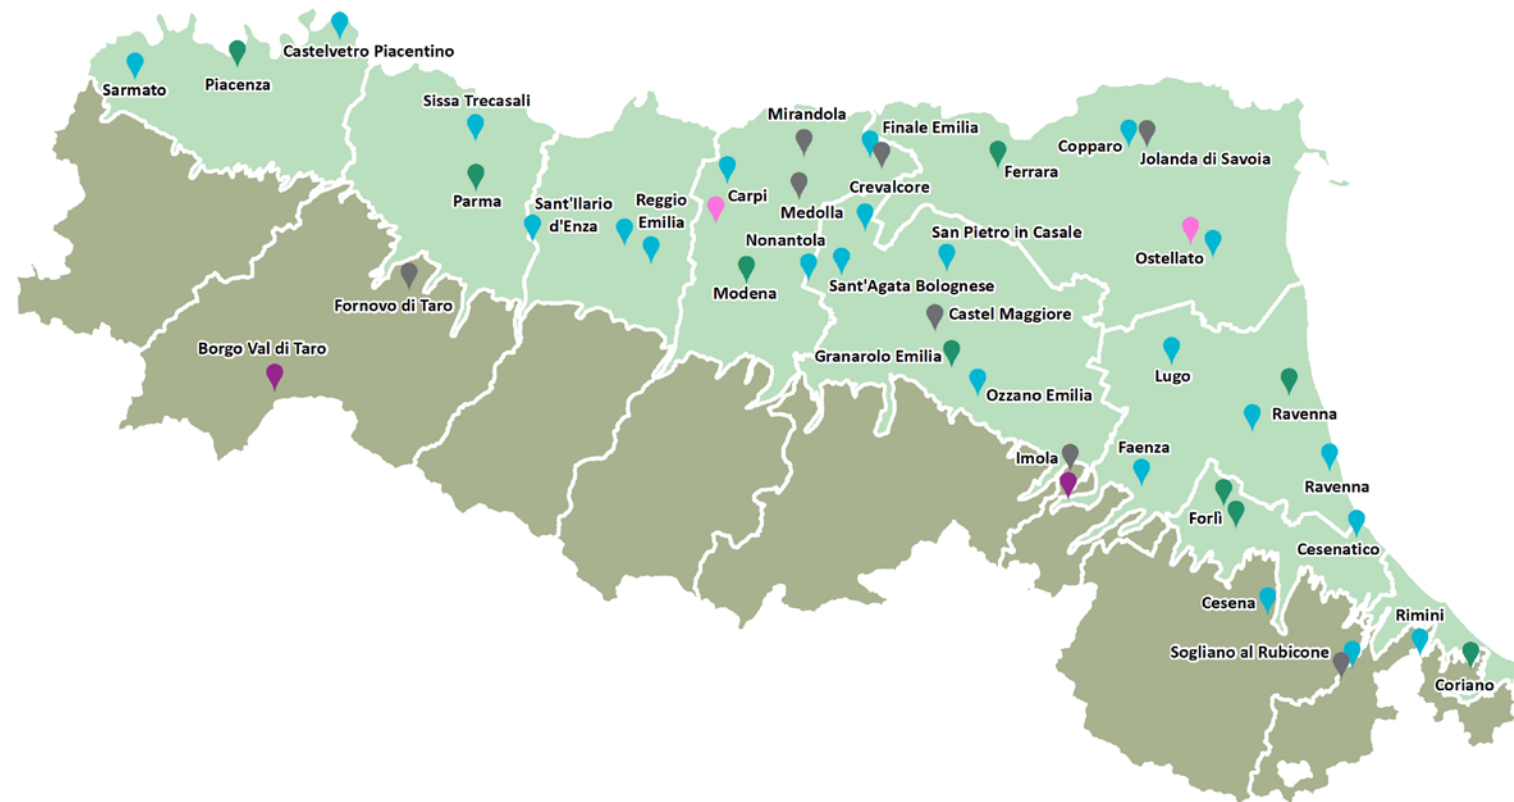 Castelvetro Piacentino
Sarmato
Piacenza
Sissa Trecasali
Mirandola
Finale Emilia
Copparo
Jolanda di Savoia
Ferrara
Crevalcore
Parma
Sant'Ilario
d'Enza
Reggio
Emilia
Carpi
Medolla
Nonantola
San Pietro in Casale
Ostellato
Sant'Agata Bolognese
Modena
Fornovo di Taro
Castel Maggiore
Borgo Val di Taro
Granarolo Emilia
Lugo
Ozzano Emilia
Ravenna
Faenza
Imola
Ravenna
Forlì
Cesenatico
Cesena
Rimini
Sogliano al Rubicone
Coriano